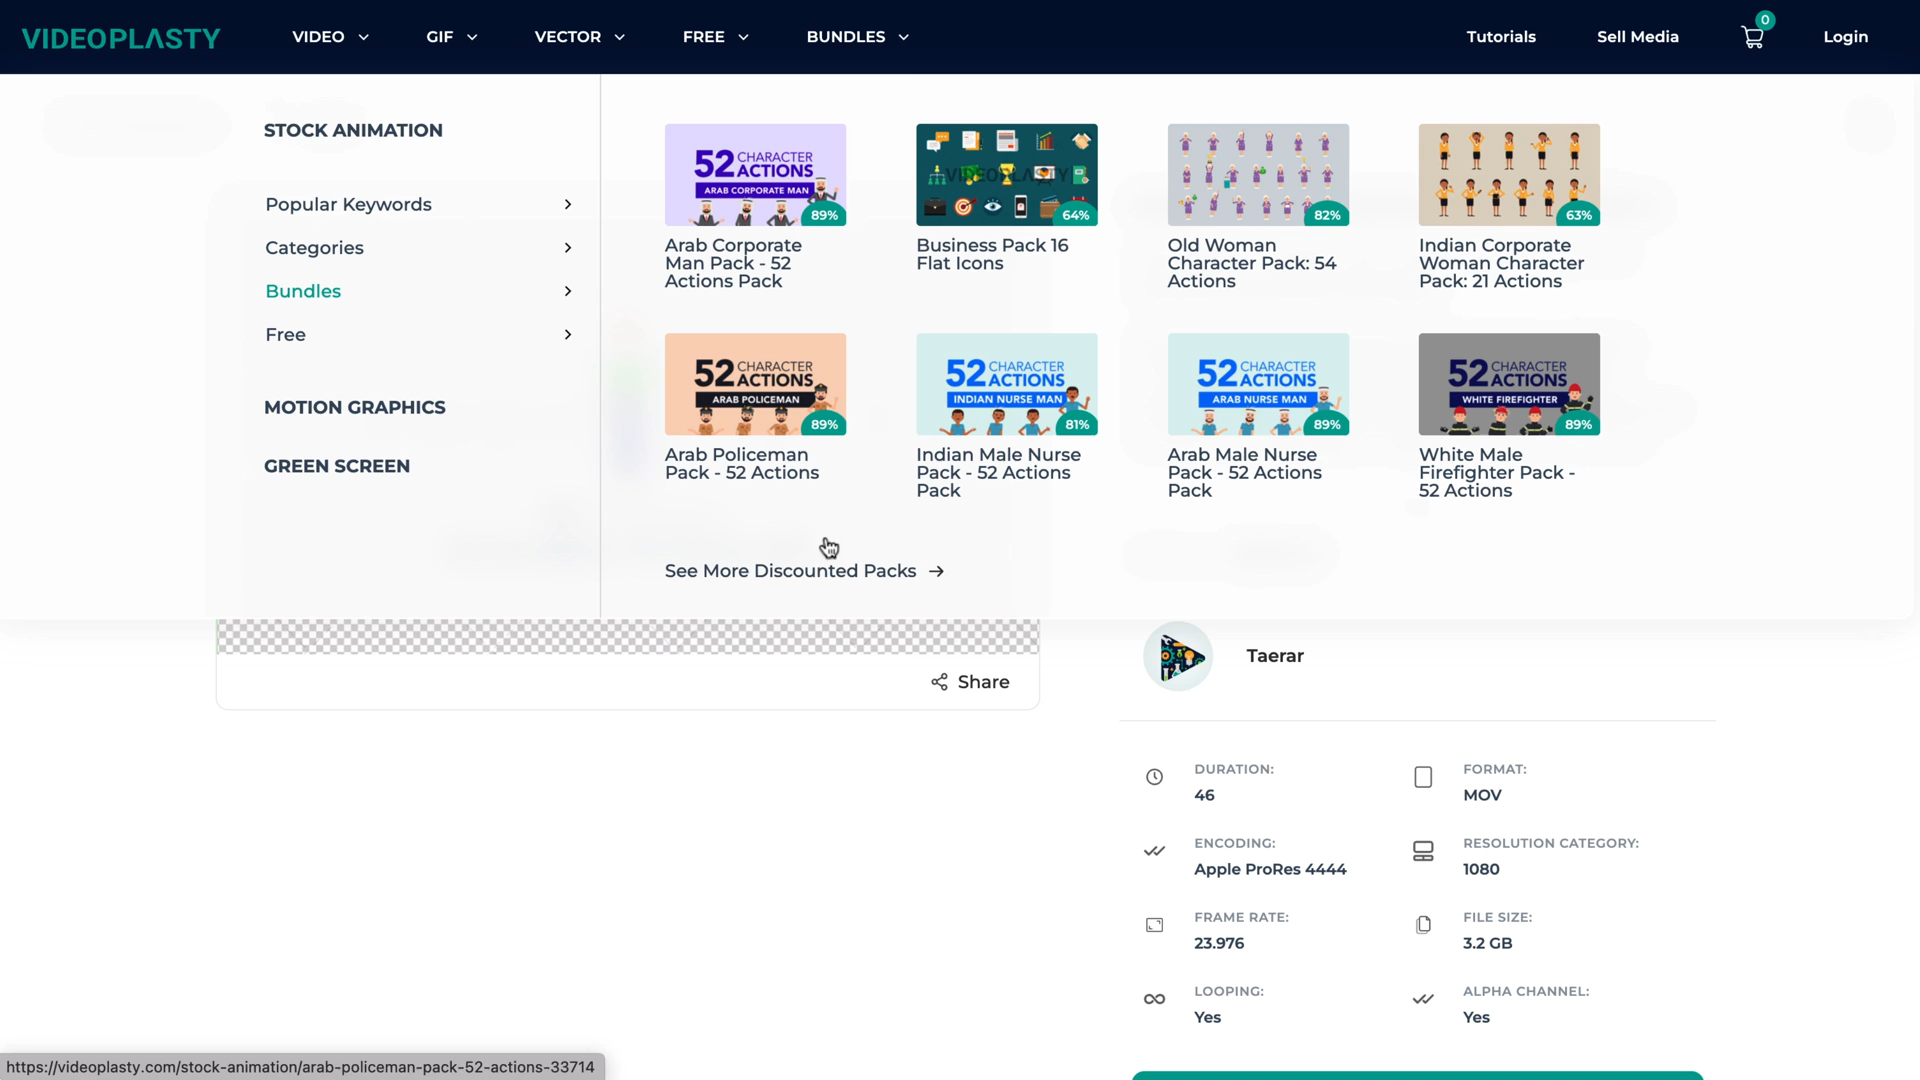 VIDEOPLASTY
VIDEO
GIF
VECTOR
FREE
BUNDLES
Tutorials
Sell Media
0
Login
STOCK ANIMATION
Popular Keywords
Categories
Bundles
Free
MOTION GRAPHICS
GREEN SCREEN
52 CHARACTER
ACTIONS
ARAB CORPORATE MAN
89%
Arab Corporate
Man Pack - 52
Actions Pack
VIDEOPLASTY
64%
Business Pack 16
Flat Icons
82%
Old Woman
Character Pack: 54
Actions
63%
Indian Corporate
Woman Character
Pack: 21 Actions
52 CHARACTER
ACTIONS
ARAB POLICEMAN
89%
Arab Policeman
Pack - 52 Actions
52 CHARACTER
ACTIONS
INDIAN NURSE MAN
81%
Indian Male Nurse
Pack - 52 Actions
Pack
52 CHARACTER
ACTIONS
ARAB NURSE MAN
89%
Arab Male Nurse
Pack - 52 Actions
Pack
52 CHARACTER
ACTIONS
WHITE FIREFIGHTER
89%
White Male
Firefighter Pack -
52 Actions
See More Discounted Packs
Share
Taerar
DURATION:
46
FORMAT:
MOV
ENCODING:
Apple ProRes 4444
RESOLUTION CATEGORY:
1080
FRAME RATE:
23.976
FILE SIZE:
3.2 GB
LOOPING:
Yes
ALPHA CHANNEL:
Yes
https://videoplasty.com/stock-animation/arab-policeman-pack-52-actions-33714